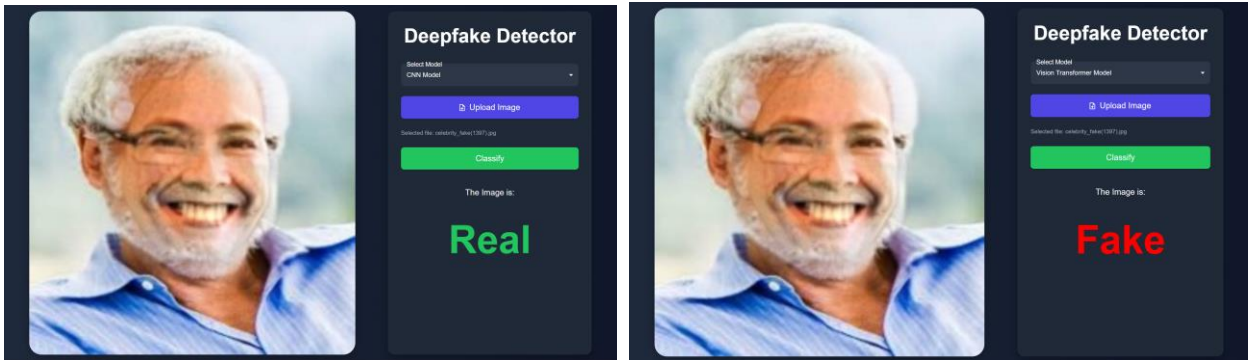 Deepfake Detector
Select Model
CNN Model
Upload Image
Selected file: celebrity_fake(1397).jpg
Classify
The Image is:
Real
Deepfake Detector
Select Model
Vision Transformer Model
Upload Image
Selected file: celebrity_fake(1397).jpg
Classify
The Image is:
Fake